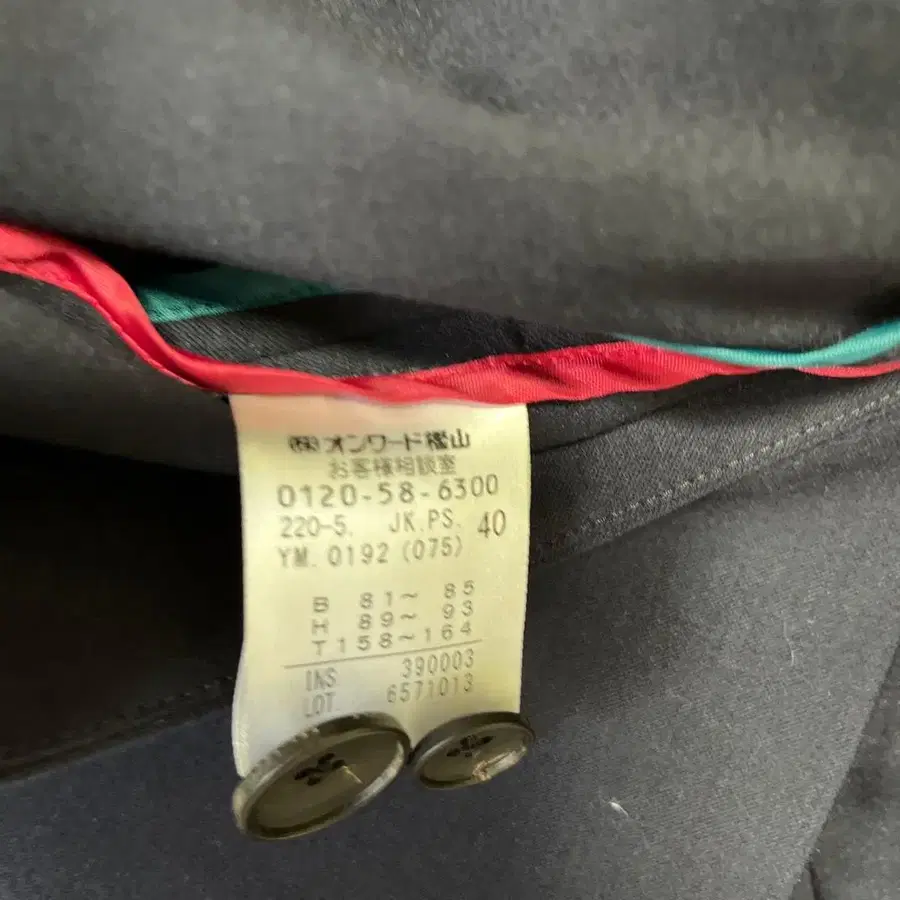 ㈱オンワード樫山
お客様相談室
0120-58-6300
220-5. JK.PS. 40
YM. 0192 (075)
B 81~ 85
H 89~ 93
T158~164
INS 390003
LOT. 6571013